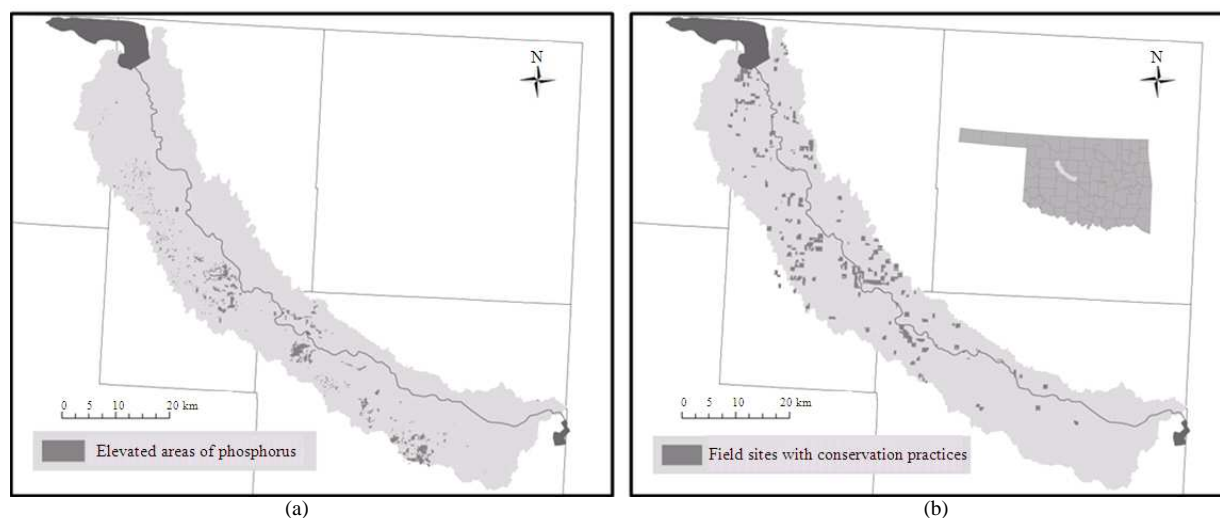 N
0 5 10 20 km
Elevated areas of phosphorus
(a)
N
0 5 10 20 km
Field sites with conservation practices
(b)